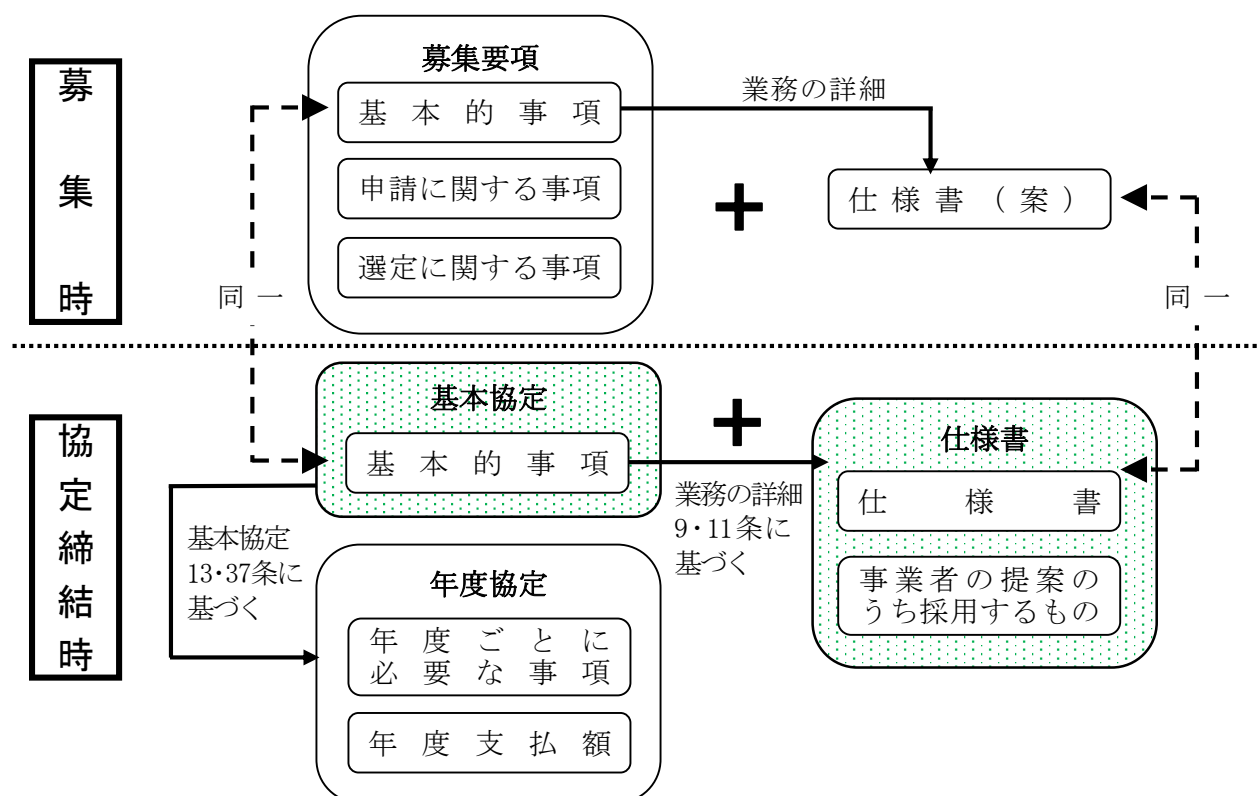 募集時
募集要項
基本的事項
申請に関する事項
選定に関する事項
業務の詳細
+
仕様書（案）
同一
同一
協定締結時
基本協定
基本的事項
+
業務の詳細
9・11条に
基づく
仕様書
仕様書
事業者の提案の
うち採用するもの
基本協定
13・37条に
基づく
年度協定
年度ごとに
必要な事項
年度支払額